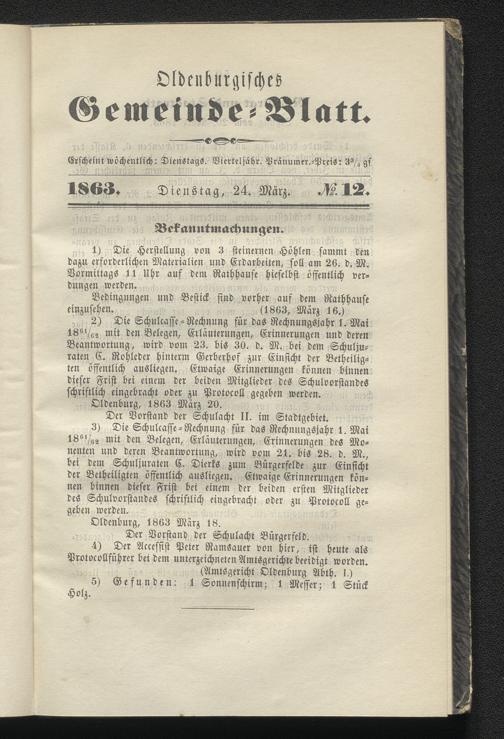 Oldenburgisches
Gemeinde-Blatt.
Erscheint wöchentlich: Dienstags. Vierteljähr. Pränumer.-Preis: 3¾ gf
1863. Dienstag, 24. März. № 12.
Bekanntmachungen.
1) Die Herstellung von 3 steinernen Höhlen sammt den
dazu erforderlichen Materialien und Erdarbeiten, soll am 26. d. M.
Vormittags 11 Uhr auf dem Rathhause hieselbst öffentlich ver-
dungen werden.
Bedingungen und Bestick sind vorher auf dem Rathhause
einzusehen. (1863, März 16.)
2) Die Schulcasse-Rechnung für das Rechnungsjahr 1. Mai
18⁶¹/₆₂ mit den Belegen, Erläuterungen, Erinnerungen und deren
Beantwortung, wird vom 23. bis 30. d. M. bei dem Schulju-
raten C. Rohleder hinterm Gerberhof zur Einsicht der Betheilig-
ten öffentlich ausliegen. Etwaige Erinnerungen können binnen
dieser Frist bei einem der beiden Mitglieder des Schulvorstandes
schriftlich eingebracht oder zu Protocoll gegeben werden.
Oldenburg, 1863 März 20.
Der Vorstand der Schulacht II. im Stadtgebiet.
3) Die Schulcasse-Rechnung für das Rechnungsjahr 1. Mai
18⁶¹/₆₂ mit den Belegen, Erläuterungen, Erinnerungen des Mo-
nenten und deren Beantwortung, wird vom 21. bis 28. d. M.,
bei dem Schuljuraten C. Dierks zum Bürgerfelde zur Einsicht
der Betheiligten öffentlich ausliegen. Etwaige Erinnerungen kön-
nen binnen dieser Frist bei einem der beiden ersten Mitglieder
des Schulvorstandes schriftlich eingebracht oder zu Protocoll ge-
geben werden.
Oldenburg, 1863 März 18.
Der Vorstand der Schulacht Bürgerfeld.
4) Der Accessist Peter Ramsauer von hier, ist heute als
Protocollführer bei dem unterzeichneten Amtsgerichte beeidigt worden.
(Amtsgericht Oldenburg Abth. I.)
5) Gefunden: 1 Sonnenschirm; 1 Messer; 1 Stück
Holz.